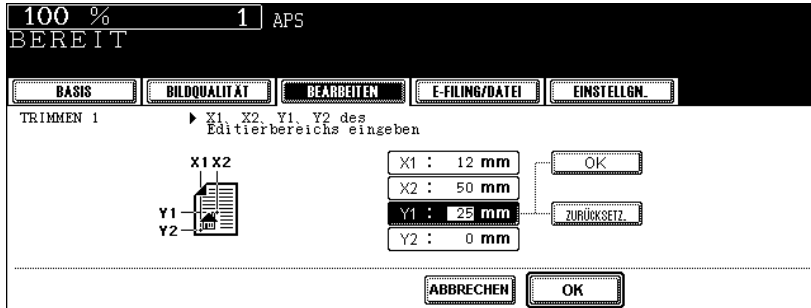 100 % 1 APS
BEREIT
BASIS BILDQUALITÄT BEARBEITEN E-FILING/DATEI EINSTELLGN.
TRIMMEN 1 ▶ X1, X2, Y1, Y2 des
Editierbereichs eingeben
X1 X2
Y1
Y2
X1 : 12 mm OK
X2 : 50 mm
Y1 : 25 mm ZURÜCKSETZ.
Y2 : 0 mm
ABBRECHEN OK